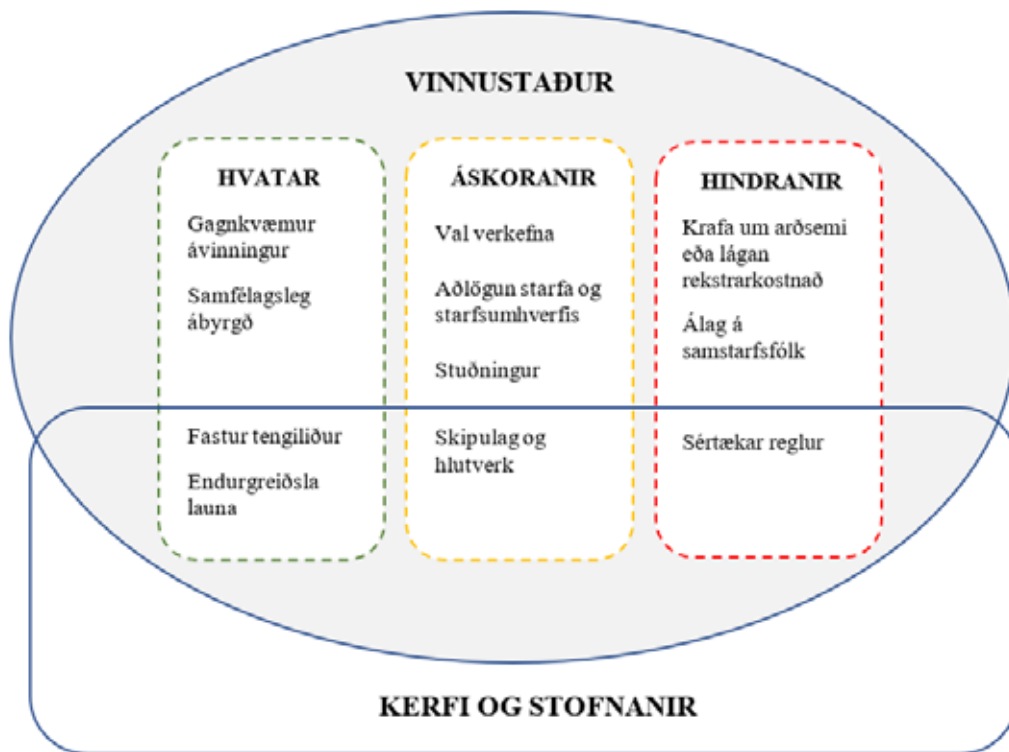 VINNUSTAÐUR
HVATAR
Gagnkvæmur
ávinningur
Samfélagsleg
ábyrgð
Fastur tengiliður
Endurgreiðsla
launa
ÁSKORANIR
Val verkefna
Aðlögun starfa og
starfsumhverfis
Stuðningur
Skipulag og
hlutverk
HINDRANIR
Krafa um arðsemi
eða lágan
rekstrarkostnað
Álag á
samstarfsfólk
Sértækar reglur
KERFI OG STOFNANIR